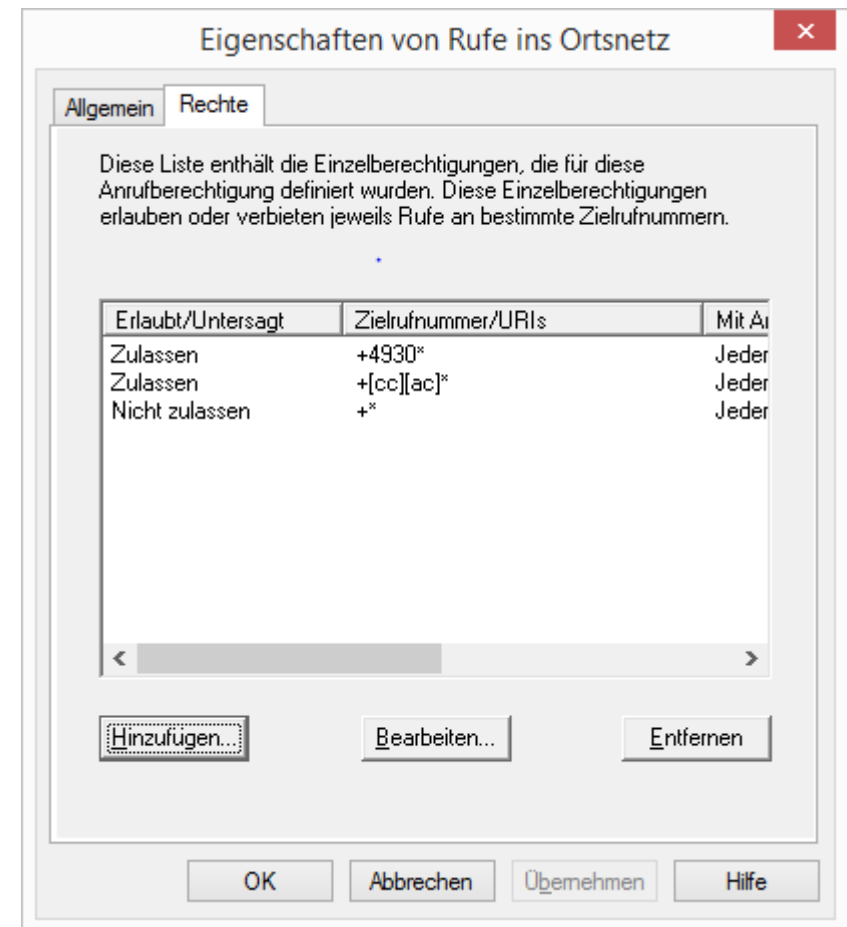 Eigenschaften von Rufe ins Ortsnetz
Allgemein Rechte
Diese Liste enthält die Einzelberechtigungen, die für diese
Anrufberechtigung definiert wurden. Diese Einzelberechtigungen
erlauben oder verbieten jeweils Rufe an bestimmte Zielrufnummern.
Erlaubt/Untersagt Zielrufnummer/URIs Mit Ar
Zulassen +4930* Jeder
Zulassen +[cc][ac]* Jeder
Nicht zulassen +* Jeder
Hinzufügen... Bearbeiten... Entfernen
OK Abbrechen Übernehmen Hilfe